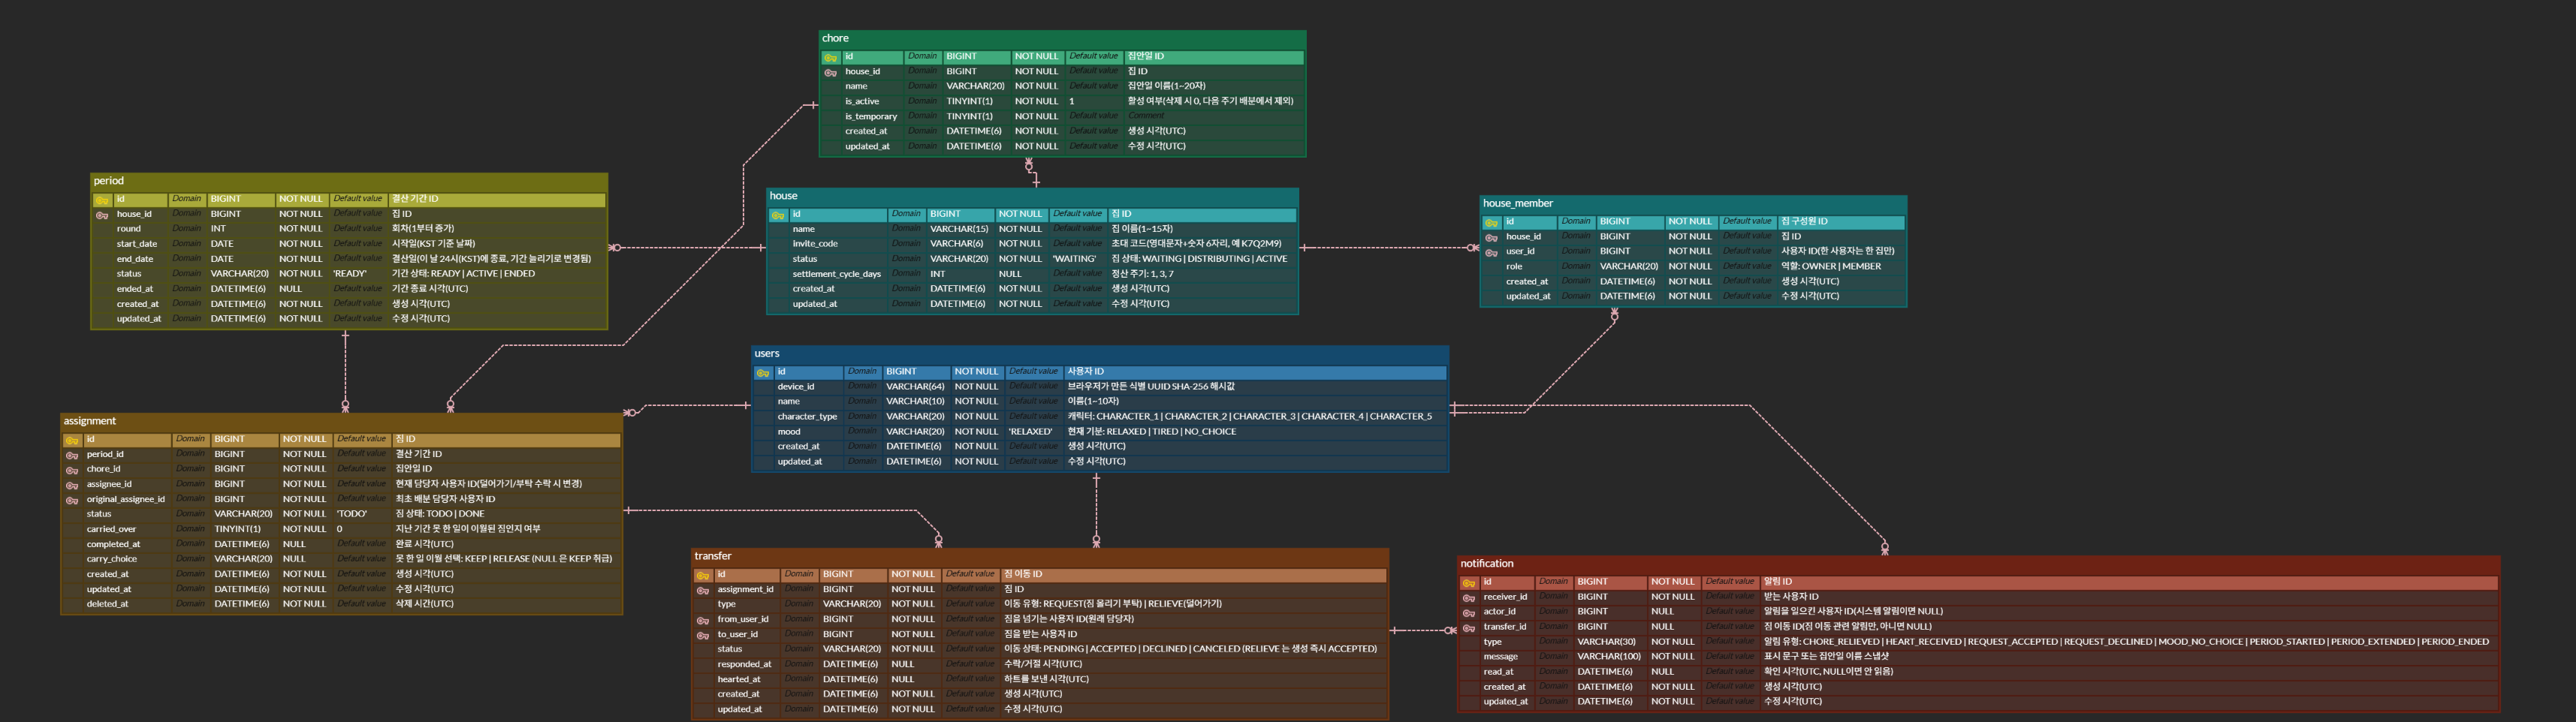 chore
id Domain BIGINT NOT NULL Default value 집안일 ID
house_id Domain BIGINT NOT NULL Default value 집 ID
name Domain VARCHAR(20) NOT NULL Default value 집안일 이름(1~20자)
is_active Domain TINYINT(1) NOT NULL 1 활성 여부(삭제 시 0, 다음 주기 배분에서 제외)
is_temporary Domain TINYINT(1) NOT NULL Default value Comment
created_at Domain DATETIME(6) NOT NULL Default value 생성 시각(UTC)
updated_at Domain DATETIME(6) NOT NULL Default value 수정 시각(UTC)
period
id Domain BIGINT NOT NULL Default value 결산 기간 ID
house_id Domain BIGINT NOT NULL Default value 집 ID
round Domain INT NOT NULL Default value 회차(1부터 증가)
start_date Domain DATE NOT NULL Default value 시작일(KST 기준 날짜)
end_date Domain DATE NOT NULL Default value 결산일(이 날 24시(KST)에 종료, 기간 늘리기로 변경됨)
status Domain VARCHAR(20) NOT NULL 'READY' 기간 상태: READY | ACTIVE | ENDED
ended_at Domain DATETIME(6) NULL Default value 기간 종료 시각(UTC)
created_at Domain DATETIME(6) NOT NULL Default value 생성 시각(UTC)
updated_at Domain DATETIME(6) NOT NULL Default value 수정 시각(UTC)
house
id Domain BIGINT NOT NULL Default value 집 ID
name Domain VARCHAR(15) NOT NULL Default value 집 이름(1~15자)
invite_code Domain VARCHAR(6) NOT NULL Default value 초대 코드(영대문자+숫자 6자리, 예 K7Q2M9)
status Domain VARCHAR(20) NOT NULL 'WAITING' 집 상태: WAITING | DISTRIBUTING | ACTIVE
settlement_cycle_days Domain INT NULL Default value 정산 주기: 1, 3, 7
created_at Domain DATETIME(6) NOT NULL Default value 생성 시각(UTC)
updated_at Domain DATETIME(6) NOT NULL Default value 수정 시각(UTC)
house_member
id Domain BIGINT NOT NULL Default value 집 구성원 ID
house_id Domain BIGINT NOT NULL Default value 집 ID
user_id Domain BIGINT NOT NULL Default value 사용자 ID(한 사용자는 한 집만)
role Domain VARCHAR(20) NOT NULL Default value 역할: OWNER | MEMBER
created_at Domain DATETIME(6) NOT NULL Default value 생성 시각(UTC)
updated_at Domain DATETIME(6) NOT NULL Default value 수정 시각(UTC)
users
id Domain BIGINT NOT NULL Default value 사용자 ID
device_id Domain VARCHAR(64) NOT NULL Default value 브라우저가 만든 식별 UUID SHA-256 해시값
name Domain VARCHAR(10) NOT NULL Default value 이름(1~10자)
character_type Domain VARCHAR(20) NOT NULL Default value 캐릭터: CHARACTER_1 | CHARACTER_2 | CHARACTER_3 | CHARACTER_4 | CHARACTER_5
mood Domain VARCHAR(20) NOT NULL 'RELAXED' 현재 기분: RELAXED | TIRED | NO_CHOICE
created_at Domain DATETIME(6) NOT NULL Default value 생성 시각(UTC)
updated_at Domain DATETIME(6) NOT NULL Default value 수정 시각(UTC)
assignment
id Domain BIGINT NOT NULL Default value 짐 ID
period_id Domain BIGINT NOT NULL Default value 결산 기간 ID
chore_id Domain BIGINT NOT NULL Default value 집안일 ID
assignee_id Domain BIGINT NOT NULL Default value 현재 담당자 사용자 ID(덜어가기/부탁 수락 시 변경)
original_assignee_id Domain BIGINT NOT NULL Default value 최초 배분 담당자 사용자 ID
status Domain VARCHAR(20) NOT NULL 'TODO' 짐 상태: TODO | DONE
carried_over Domain TINYINT(1) NOT NULL 0 지난 기간 못 한 일이 이월된 짐인지 여부
completed_at Domain DATETIME(6) NULL Default value 완료 시각(UTC)
carry_choice Domain VARCHAR(20) NULL Default value 못 한 일 이월 선택: KEEP | RELEASE (NULL 은 KEEP 취급)
created_at Domain DATETIME(6) NOT NULL Default value 생성 시각(UTC)
updated_at Domain DATETIME(6) NOT NULL Default value 수정 시각(UTC)
deleted_at Domain DATETIME(6) NOT NULL Default value 삭제 시간(UTC)
transfer
id Domain BIGINT NOT NULL Default value 짐 이동 ID
assignment_id Domain BIGINT NOT NULL Default value 짐 ID
type Domain VARCHAR(20) NOT NULL Default value 이동 유형: REQUEST(짐 올리기 부탁) | RELIEVE(덜어가기)
from_user_id Domain BIGINT NOT NULL Default value 짐을 넘기는 사용자 ID(원래 담당자)
to_user_id Domain BIGINT NOT NULL Default value 짐을 받는 사용자 ID
status Domain VARCHAR(20) NOT NULL Default value 이동 상태: PENDING | ACCEPTED | DECLINED | CANCELED (RELIEVE 는 생성 즉시 ACCEPTED)
responded_at Domain DATETIME(6) NULL Default value 수락/거절 시각(UTC)
hearted_at Domain DATETIME(6) NULL Default value 하트를 보낸 시각(UTC)
created_at Domain DATETIME(6) NOT NULL Default value 생성 시각(UTC)
updated_at Domain DATETIME(6) NOT NULL Default value 수정 시각(UTC)
notification
id Domain BIGINT NOT NULL Default value 알림 ID
receiver_id Domain BIGINT NOT NULL Default value 받는 사용자 ID
actor_id Domain BIGINT NULL Default value 알림을 일으킨 사용자 ID(시스템 알림이면 NULL)
transfer_id Domain BIGINT NULL Default value 짐 이동 ID(짐 이동 관련 알림만, 아니면 NULL)
type Domain VARCHAR(30) NOT NULL Default value 알림 유형: CHORE_RELIEVED | HEART_RECEIVED | REQUEST_ACCEPTED | REQUEST_DECLINED | MOOD_NO_CHOICE | PERIOD_STARTED | PERIOD_EXTENDED | PERIOD_ENDED
message Domain VARCHAR(100) NOT NULL Default value 표시 문구 또는 집안일 이름 스냅샷
read_at Domain DATETIME(6) NULL Default value 확인 시각(UTC, NULL이면 안 읽음)
created_at Domain DATETIME(6) NOT NULL Default value 생성 시각(UTC)
updated_at Domain DATETIME(6) NOT NULL Default value 수정 시각(UTC)